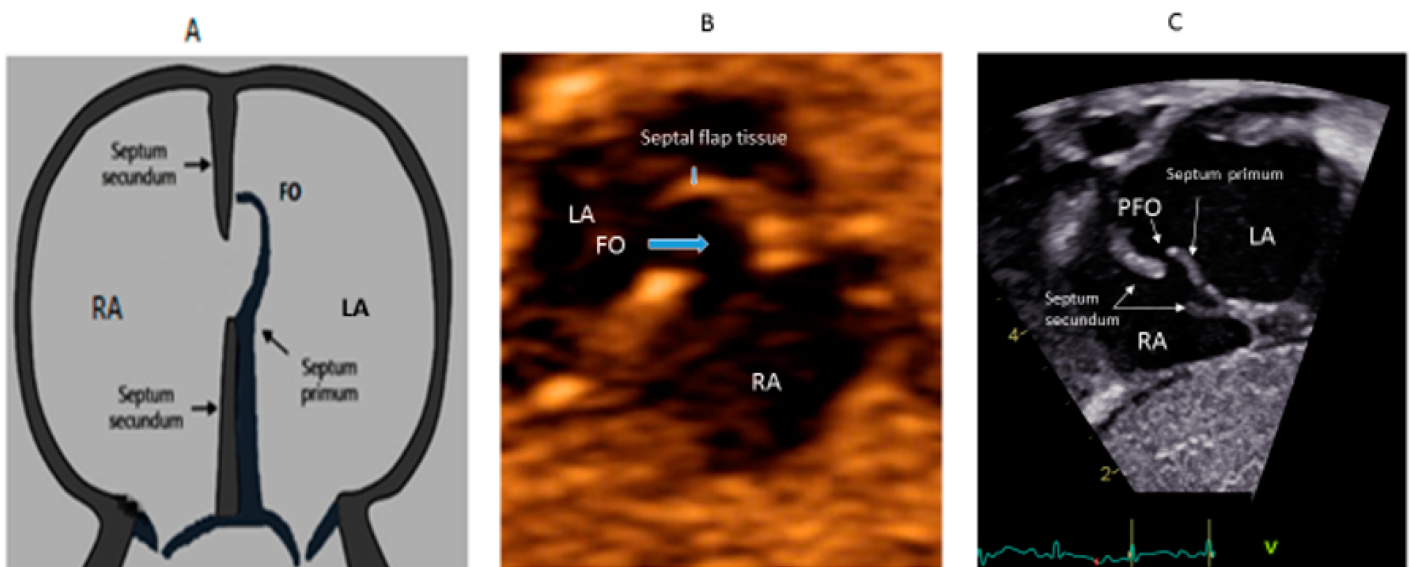 A
Septum
secundum
FO
RA
LA
Septum
primum
Septum
secundum
B
Septal flap tissue
LA
FO
RA
C
Septum primum
PFO
LA
Septum
secundum
RA
4
2
V